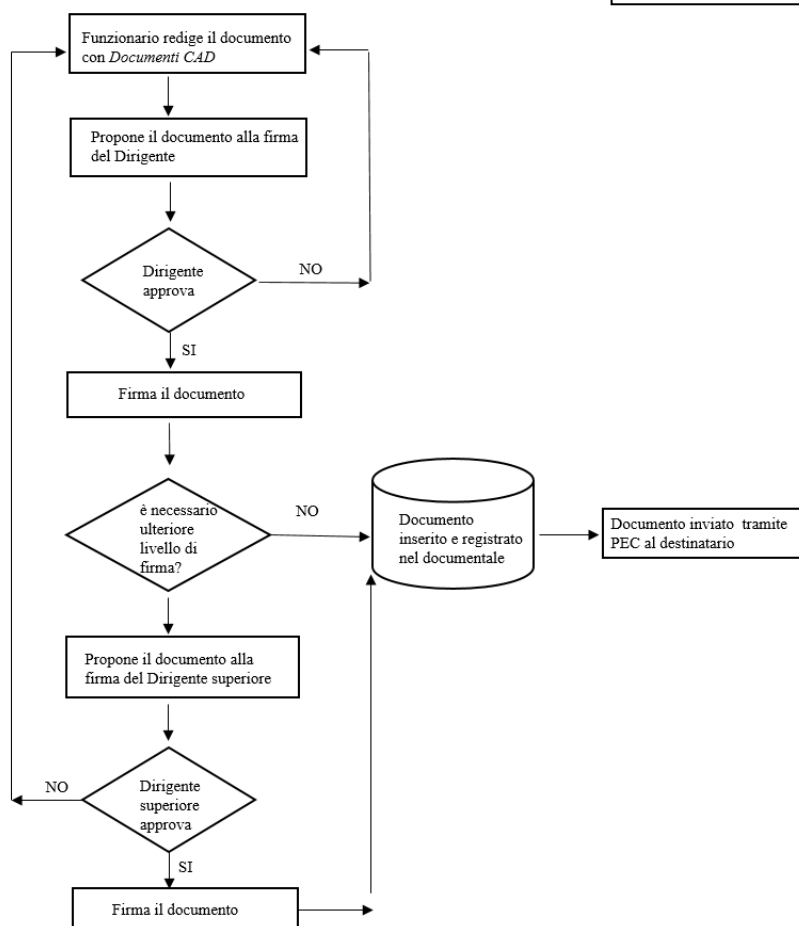 Funzionario redige il documento
con Documenti CAD
Propone il documento alla firma
del Dirigente
Dirigente
approva
NO
SI
Firma il documento
è necessario
ulteriore
livello di
firma?
NO
Documento
inserito e registrato
nel documentale
Documento inviato tramite
PEC al destinatario
Propone il documento alla
firma del Dirigente superiore
Dirigente
superiore
approva
NO
SI
Firma il documento